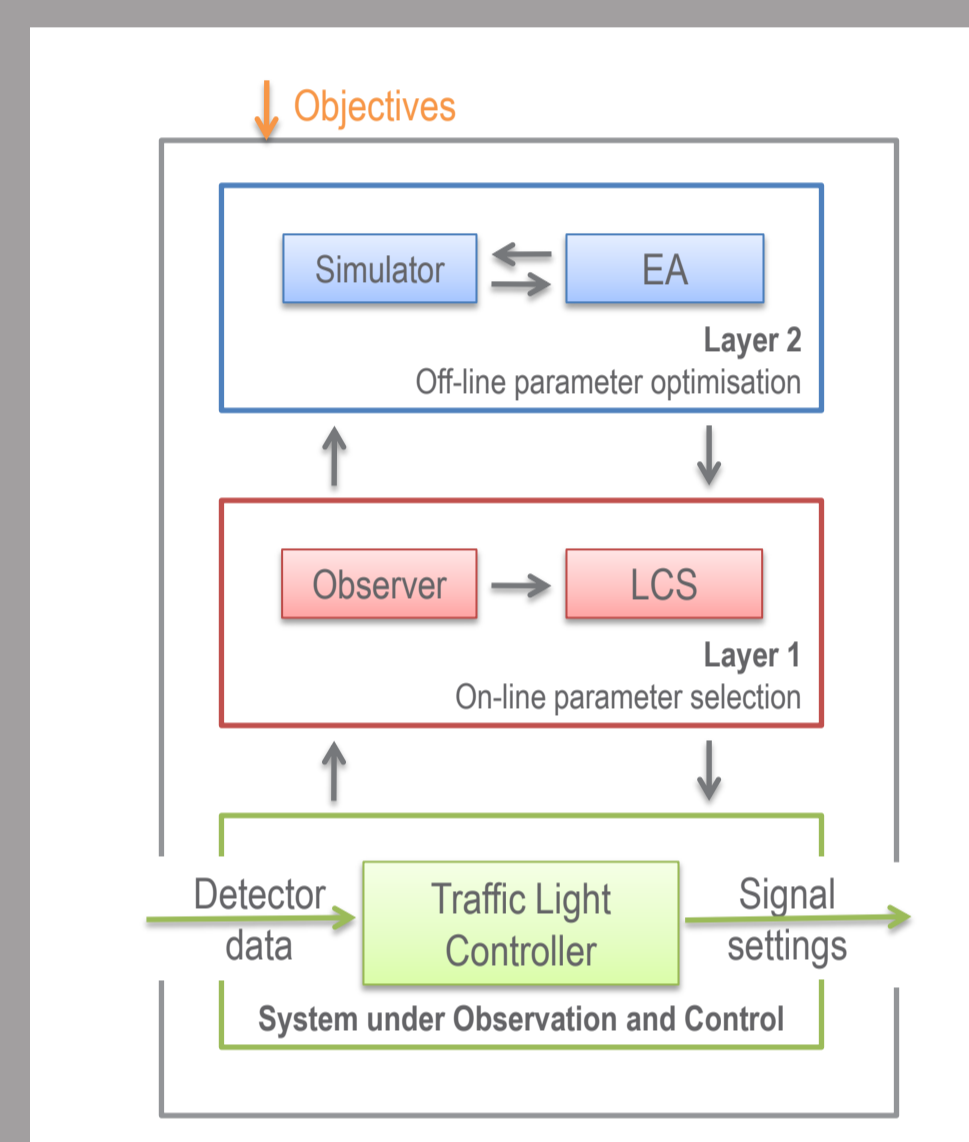 Objectives
Simulator
EA
Layer 2
Off-line parameter optimisation
Observer
LCS
Layer 1
On-line parameter selection
Detector
data
Traffic Light
Controller
Signal
settings
System under Observation and Control